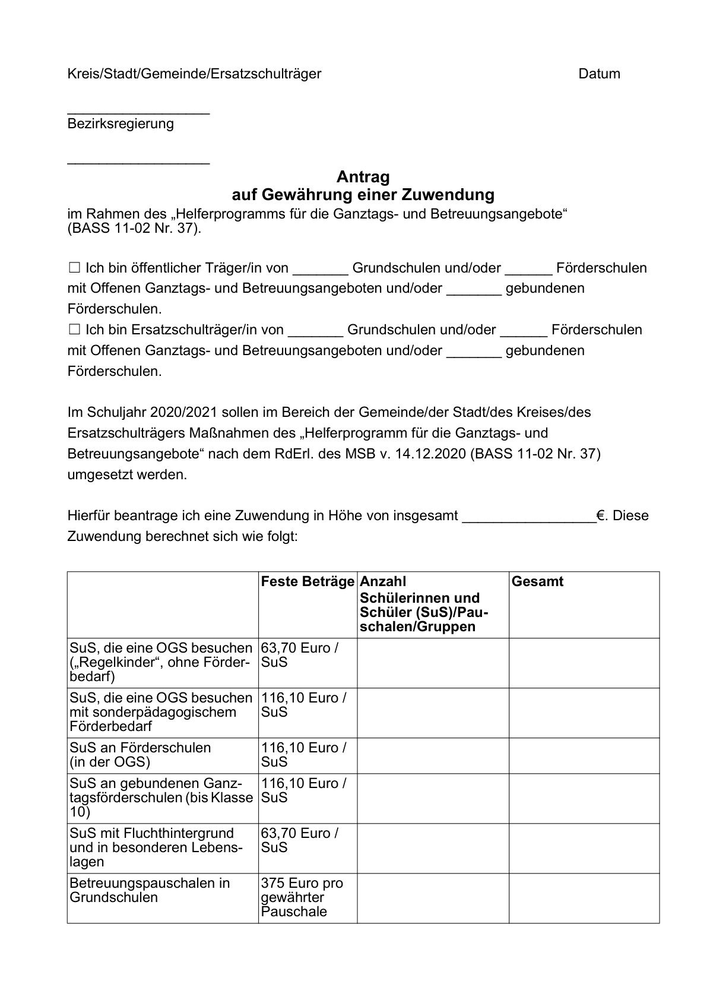 Kreis/Stadt/Gemeinde/Ersatzschulträger Datum
__________________
Bezirksregierung
__________________
Antrag
auf Gewährung einer Zuwendung
im Rahmen des „Helferprogramms für die Ganztags- und Betreuungsangebote“
(BASS 11-02 Nr. 37).
☐ Ich bin öffentlicher Träger/in von _______ Grundschulen und/oder ______ Förderschulen
mit Offenen Ganztags- und Betreuungsangeboten und/oder _______ gebundenen
Förderschulen.
☐ Ich bin Ersatzschulträger/in von _______ Grundschulen und/oder ______ Förderschulen
mit Offenen Ganztags- und Betreuungsangeboten und/oder _______ gebundenen
Förderschulen.
Im Schuljahr 2020/2021 sollen im Bereich der Gemeinde/der Stadt/des Kreises/des
Ersatzschulträgers Maßnahmen des „Helferprogramm für die Ganztags- und
Betreuungsangebote“ nach dem RdErl. des MSB v. 14.12.2020 (BASS 11-02 Nr. 37)
umgesetzt werden.
Hierfür beantrage ich eine Zuwendung in Höhe von insgesamt _________________€. Diese
Zuwendung berechnet sich wie folgt:
Feste Beträge
Anzahl
Schülerinnen und
Schüler (SuS)/Pau-
schalen/Gruppen
Gesamt
SuS, die eine OGS besuchen
(„Regelkinder“, ohne Förder-
bedarf)
63,70 Euro /
SuS
SuS, die eine OGS besuchen
mit sonderpädagogischem
Förderbedarf
116,10 Euro /
SuS
SuS an Förderschulen
(in der OGS)
116,10 Euro /
SuS
SuS an gebundenen Ganz-
tagsförderschulen (bis Klasse
10)
116,10 Euro /
SuS
SuS mit Fluchthintergrund
und in besonderen Lebens-
lagen
63,70 Euro /
SuS
Betreuungspauschalen in
Grundschulen
375 Euro pro
gewährter
Pauschale